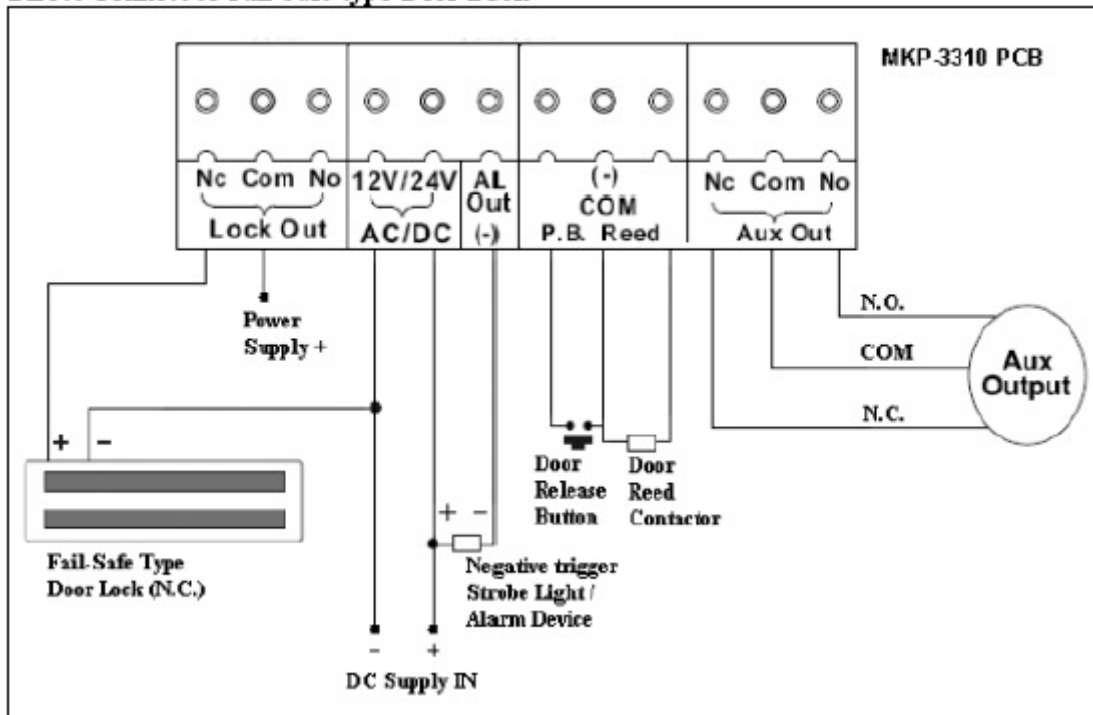 MKP-3310 PCB
Nc Com No
Lock Out
12V/24V
AC/DC
AL
Out
(-)
(-)
COM
P.B. Reed
Nc Com No
Aux Out
Power
Supply +
N.O.
COM
N.C.
Aux
Output
+ -
Fail-Safe Type
Door Lock (N.C.)
Door
Release
Button
Door
Reed
Contactor
+ -
Negative trigger
Strobe Light /
Alarm Device
- +
DC Supply IN